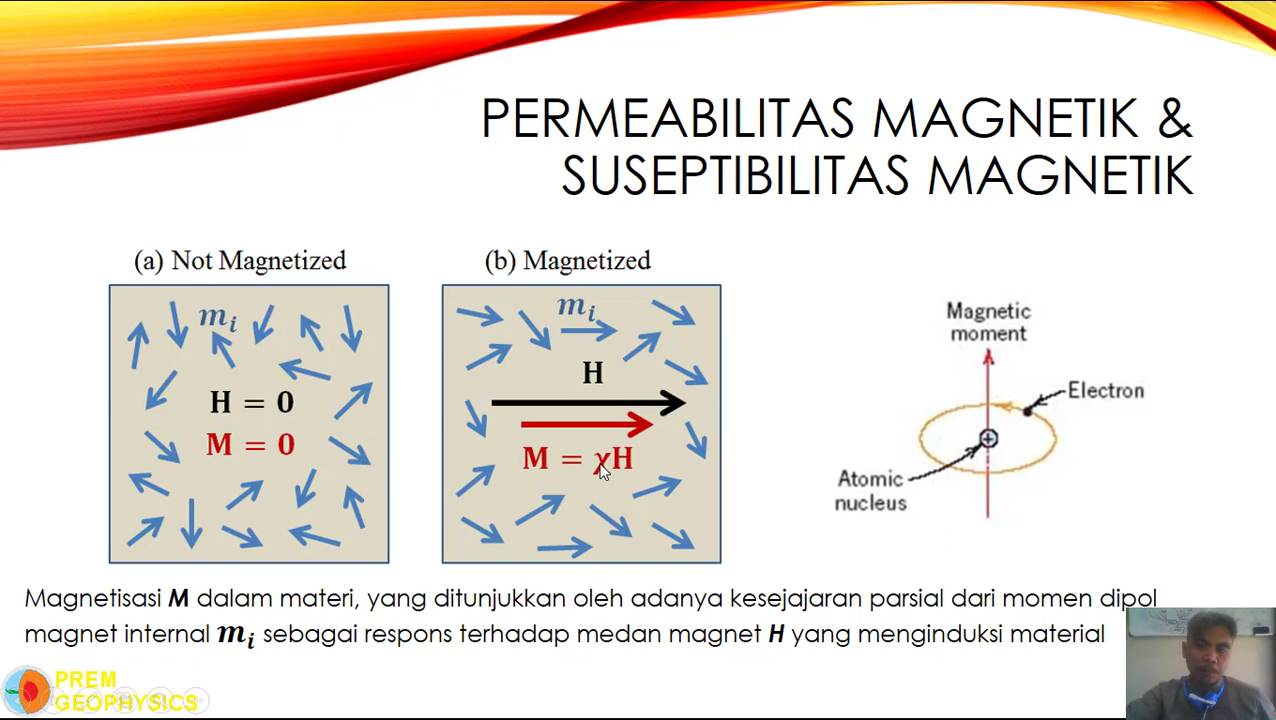 PERMEABILITAS MAGNETIK &
SUSEPTIBILITAS MAGNETIK
(a) Not Magnetized
mᵢ
H = 0
M = 0
(b) Magnetized
mᵢ
H
M = χH
Magnetic
moment
Electron
Atomic
nucleus
Magnetisasi M dalam materi, yang ditunjukkan oleh adanya kesejajaran parsial dari momen dipol
magnet internal mᵢ sebagai respons terhadap medan magnet H yang menginduksi material
PREM
GEOPHYSICS